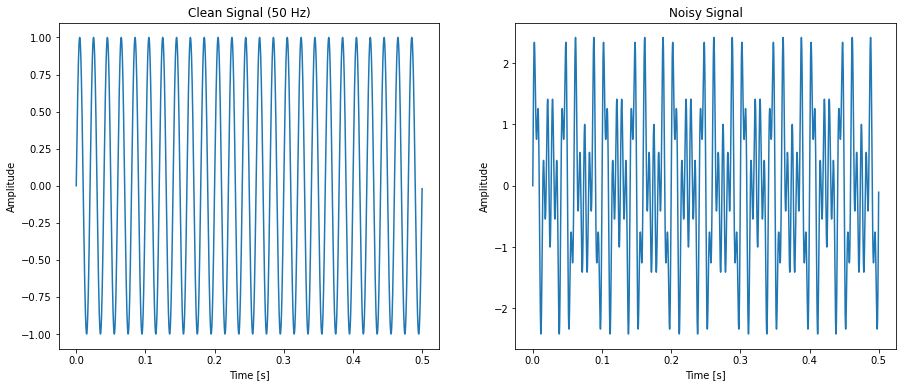 Clean Signal (50 Hz)
Amplitude
1.00
0.75
0.50
0.25
0.00
−0.25
−0.50
−0.75
−1.00
0.0 0.1 0.2 0.3 0.4 0.5
Time [s]
Noisy Signal
Amplitude
2
1
0
−1
−2
0.0 0.1 0.2 0.3 0.4 0.5
Time [s]